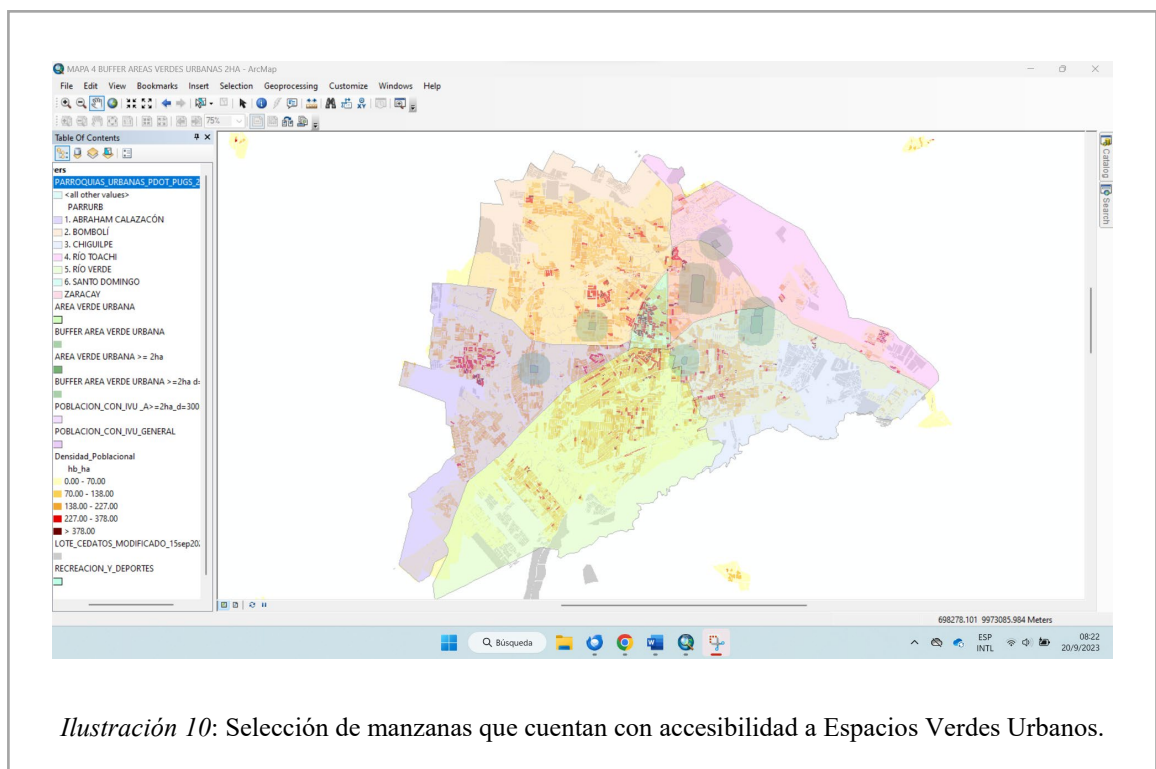 MAPA 4 BUFFER AREAS VERDES URBANAS 2HA - ArcMap
File Edit View Bookmarks Insert Selection Geoprocessing Customize Windows Help
75%
Table Of Contents
ers
PARROQUIAS_URBANAS_PDOT_PUGS_2
<all other values>
PARRURB
1. ABRAHAM CALAZACÓN
2. BOMBOLÍ
3. CHIGUILPE
4. RÍO TOACHI
5. RÍO VERDE
6. SANTO DOMINGO
ZARACAY
AREA VERDE URBANA
BUFFER AREA VERDE URBANA
AREA VERDE URBANA >= 2ha
BUFFER AREA VERDE URBANA >=2ha d=
POBLACION_CON_IVU _A>=2ha_d=300
POBLACION_CON_IVU_GENERAL
Densidad_Poblacional
hb_ha
0.00 - 70.00
70.00 - 138.00
138.00 - 227.00
227.00 - 378.00
> 378.00
LOTE_CEDATOS_MODIFICADO_15sep20
RECREACION_Y_DEPORTES
Catalog
Search
698278.101 9973085.984 Meters
Búsqueda
ESP
INTL
08:22
20/9/2023
Ilustración 10: Selección de manzanas que cuentan con accesibilidad a Espacios Verdes Urbanos.